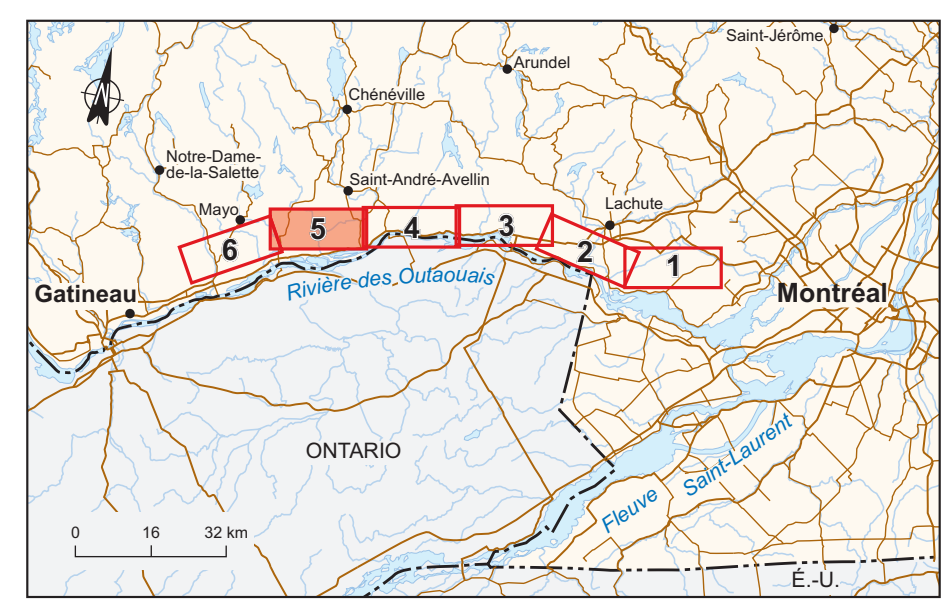 Saint-Jérôme
Arundel
N
Chénéville
Notre-Dame-
de-la-Salette
Saint-André-Avellin
Mayo
Lachute
5
4
3
6
2
1
Rivière des Outaouais
Gatineau
Montréal
ONTARIO
Fleuve Saint-Laurent
0 16 32 km
É.-U.